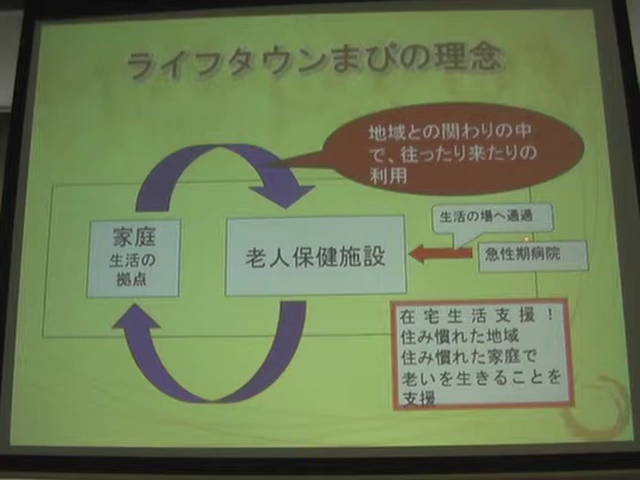 ライフタウンまびの理念
地域との関わりの中
で、往ったり来たりの
利用
生活の場へ通過
家庭
生活の
拠点
老人保健施設
急性期病院
在宅生活支援！
住み慣れた地域
住み慣れた家庭で
老いを生きることを
支援